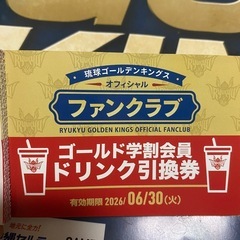 琉球ゴールデンキングス
オフィシャル
ファンクラブ
RYUKYU GOLDEN KINGS OFFICIAL FANCLUB
ゴールド学割会員
ドリンク引換券
有効期限 2026/06/30(火)